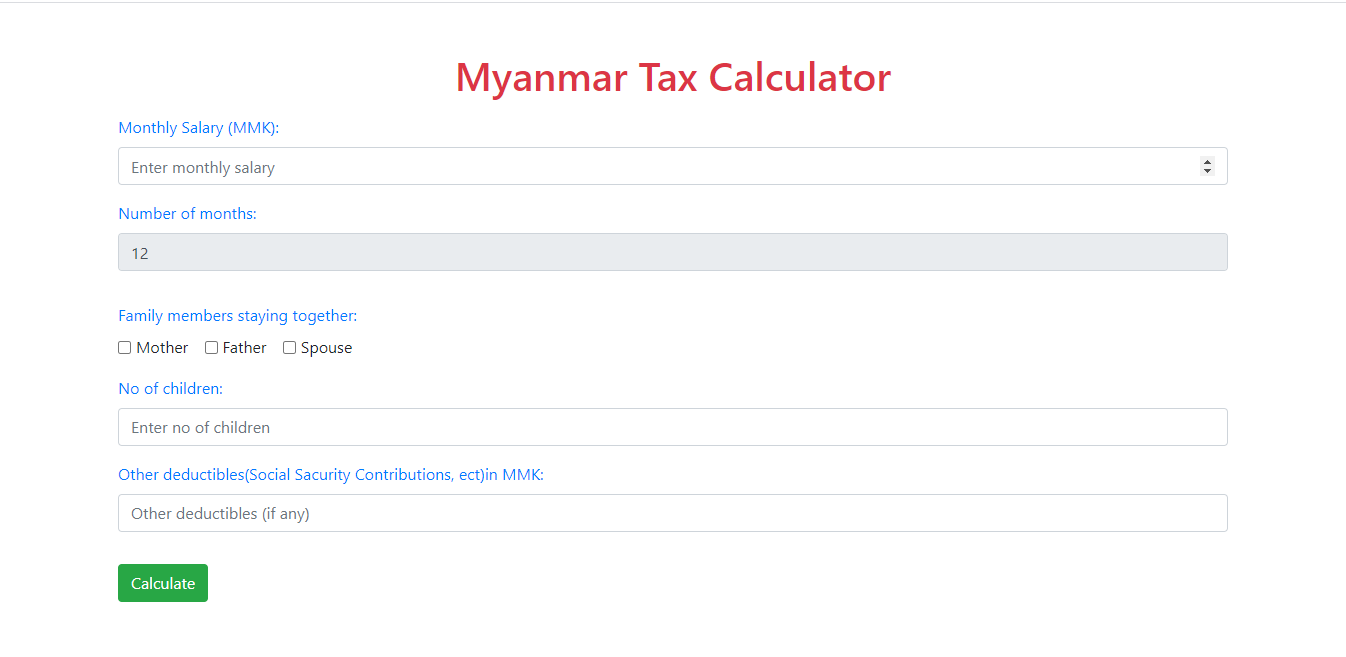 Myanmar Tax Calculator
Monthly Salary (MMK):
Enter monthly salary
Number of months:
12
Family members staying together:
Mother Father Spouse
No of children:
Enter no of children
Other deductibles(Social Sacurity Contributions, ect)in MMK:
Other deductibles (if any)
Calculate